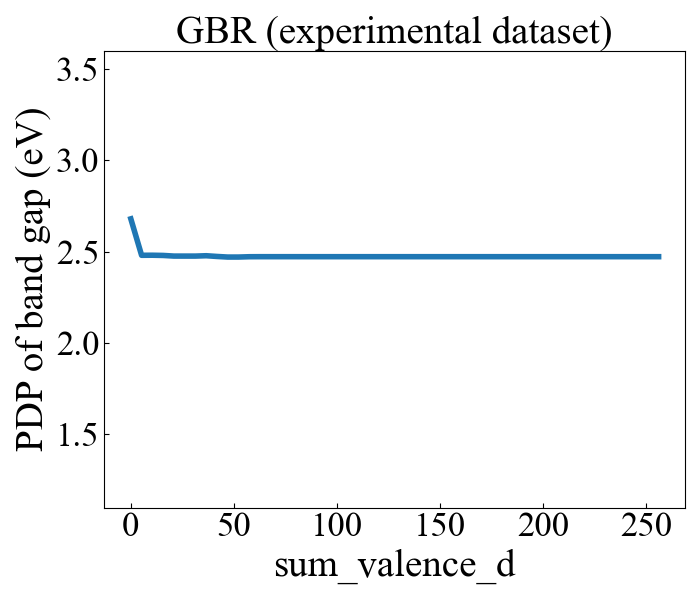 GBR (experimental dataset)
PDP of band gap (eV)
3.5
3.0
2.5
2.0
1.5
0 50 100 150 200 250
sum_valence_d